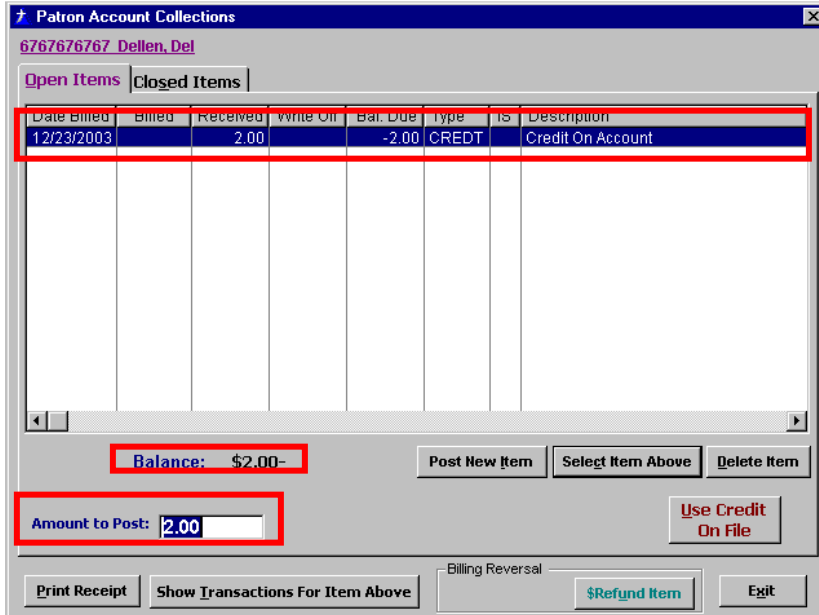 Patron Account Collections
6767676767 Dellen, Del
Open Items Closed Items
Date Billed Billed Received Write Off Bal. Due Type IS Description
12/23/2003 2.00 -2.00 CREDT Credit On Account
Balance: $2.00-
Post New Item Select Item Above Delete Item
Amount to Post: 2.00
Use Credit
On File
Billing Reversal
Print Receipt Show Transactions For Item Above $Refund Item Exit